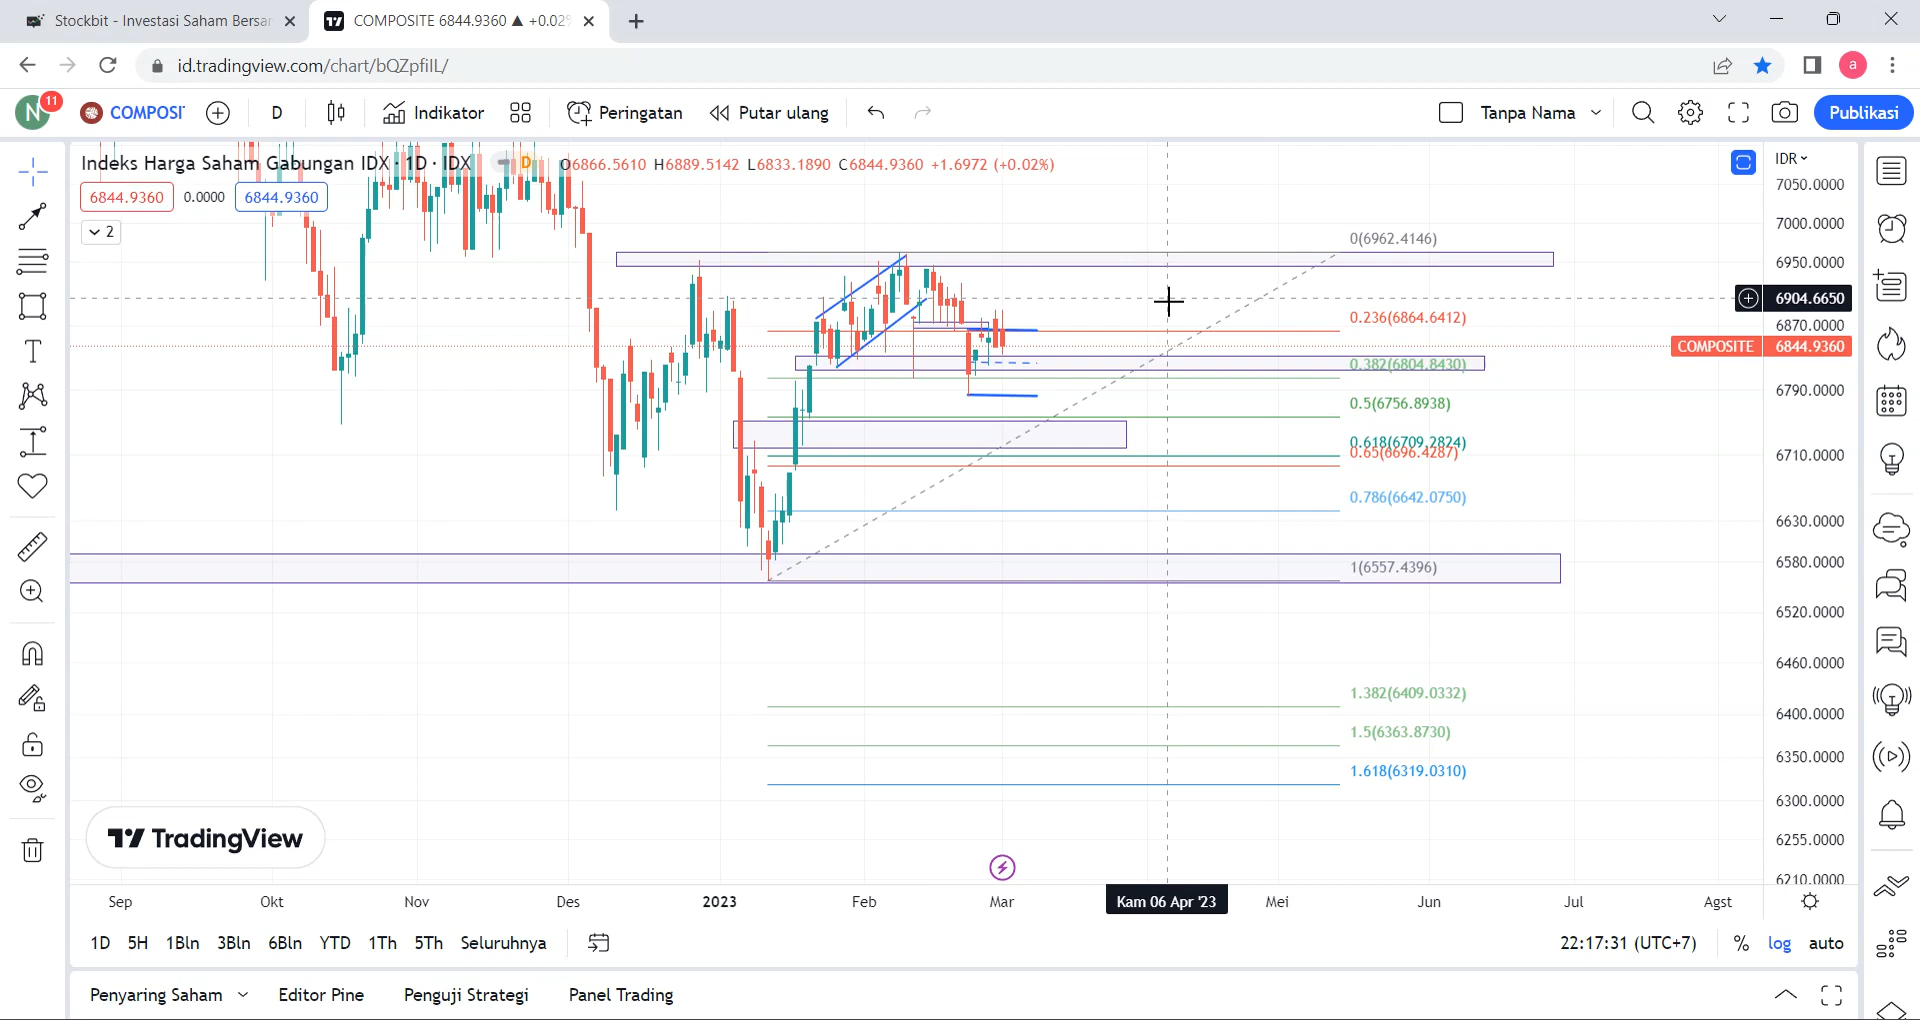 Stockbit - Investasi Saham Bersar
COMPOSITE 6844.9360 ▲ +0.02%
id.tradingview.com/chart/bQZpfilL/
a
N
11
COMPOSIT
D
Indikator
Peringatan
Putar ulang
Tanpa Nama
Publikasi
Indeks Harga Saham Gabungan IDX · 1D · IDX
D
O6866.5610 H6889.5142 L6833.1890 C6844.9360 +1.6972 (+0.02%)
IDR
6844.9360
0.0000
6844.9360
2
7050.0000
7000.0000
6950.0000
6904.6650
6870.0000
COMPOSITE 6844.9360
6790.0000
6710.0000
6630.0000
6580.0000
6520.0000
6460.0000
6400.0000
6350.0000
6300.0000
6255.0000
6210.0000
0(6962.4146)
0.236(6864.6412)
0.382(6804.8430)
0.5(6756.8938)
0.618(6709.2824)
0.65(6696.4287)
0.786(6642.0750)
1(6557.4396)
1.382(6409.0332)
1.5(6363.8730)
1.618(6319.0310)
TradingView
Sep
Okt
Nov
Des
2023
Feb
Mar
Kam 06 Apr '23
Mei
Jun
Jul
Agst
1D 5H 1Bln 3Bln 6Bln YTD 1Th 5Th Seluruhnya
22:17:31 (UTC+7)
% log auto
Penyaring Saham
Editor Pine
Penguji Strategi
Panel Trading